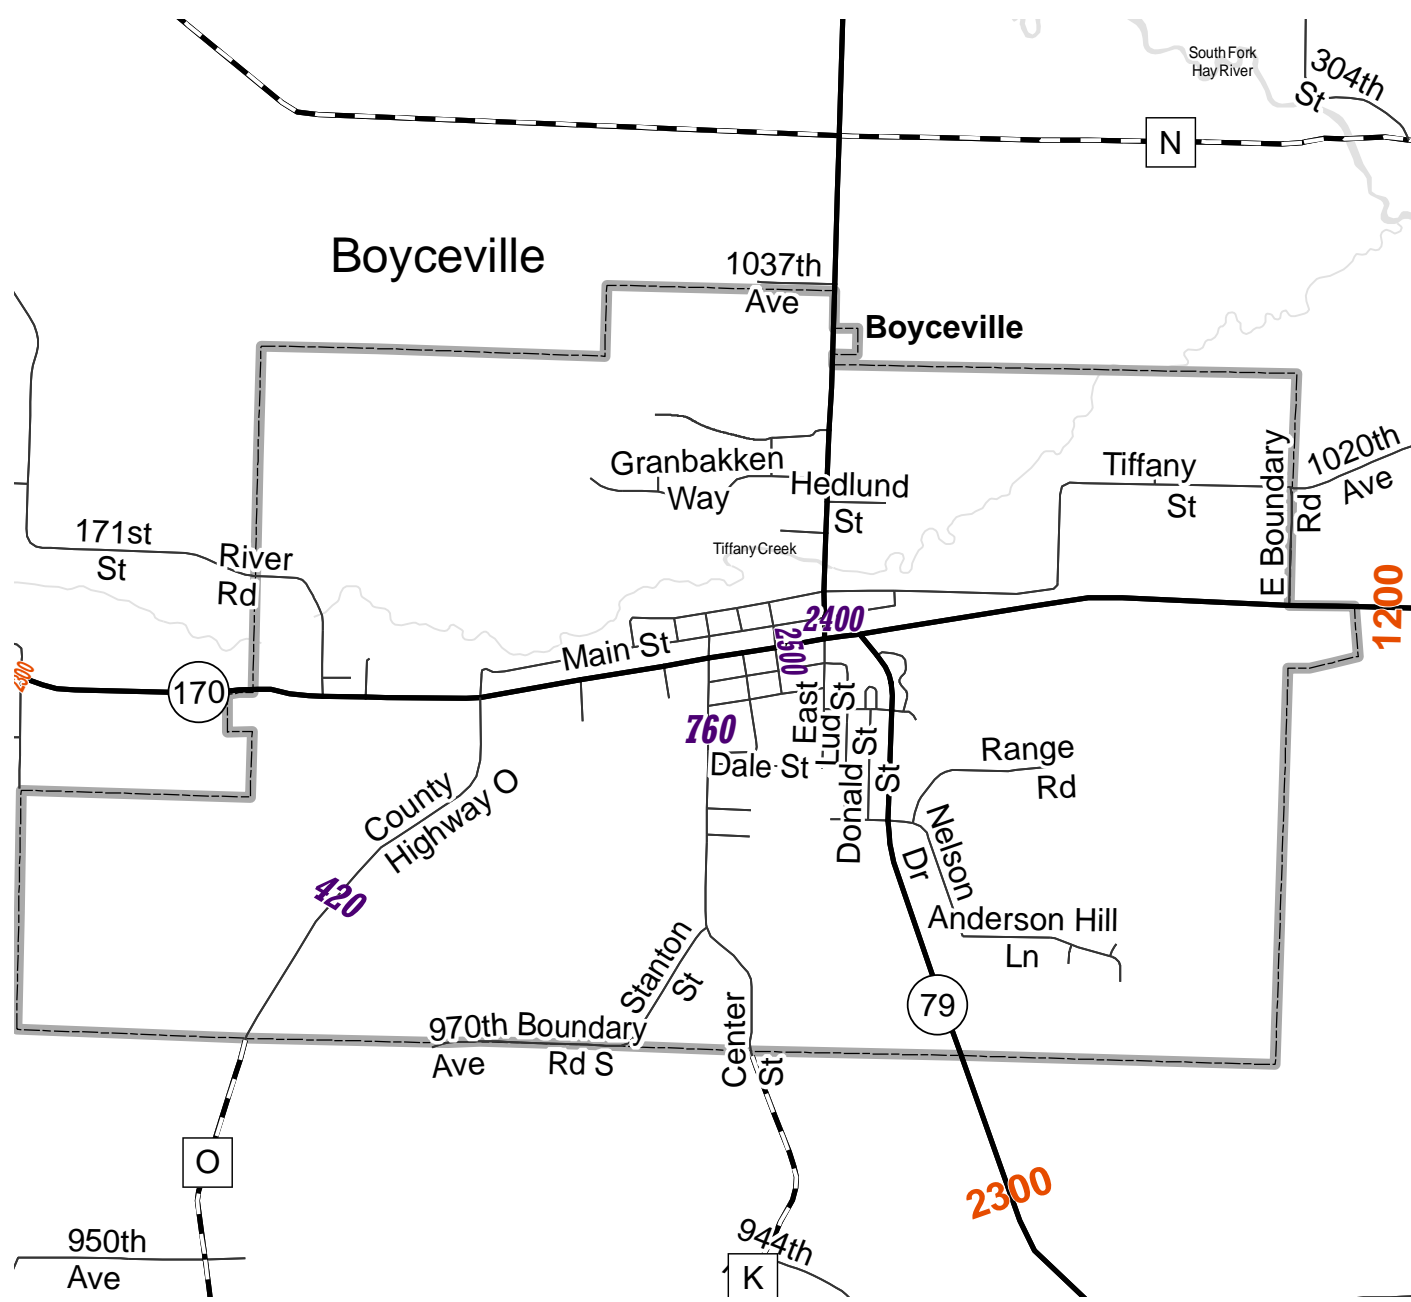 South Fork
Hay River
304th
St
N
Boyceville
1037th
Ave
Boyceville
Granbakken
Way
Hedlund
St
Tiffany
St
E Boundary
Rd
1020th
Ave
171st
St
River
Rd
Tiffany Creek
1200
2400
2500
Main St
2300
170
760
East
St
Lud St
Dale St
Donald St
Range
Rd
County
Highway O
Nelson
Dr
420
Anderson Hill
Ln
Stanton
St
79
970th
Ave
Boundary
Rd S
Center
St
O
2300
950th
Ave
944th
K